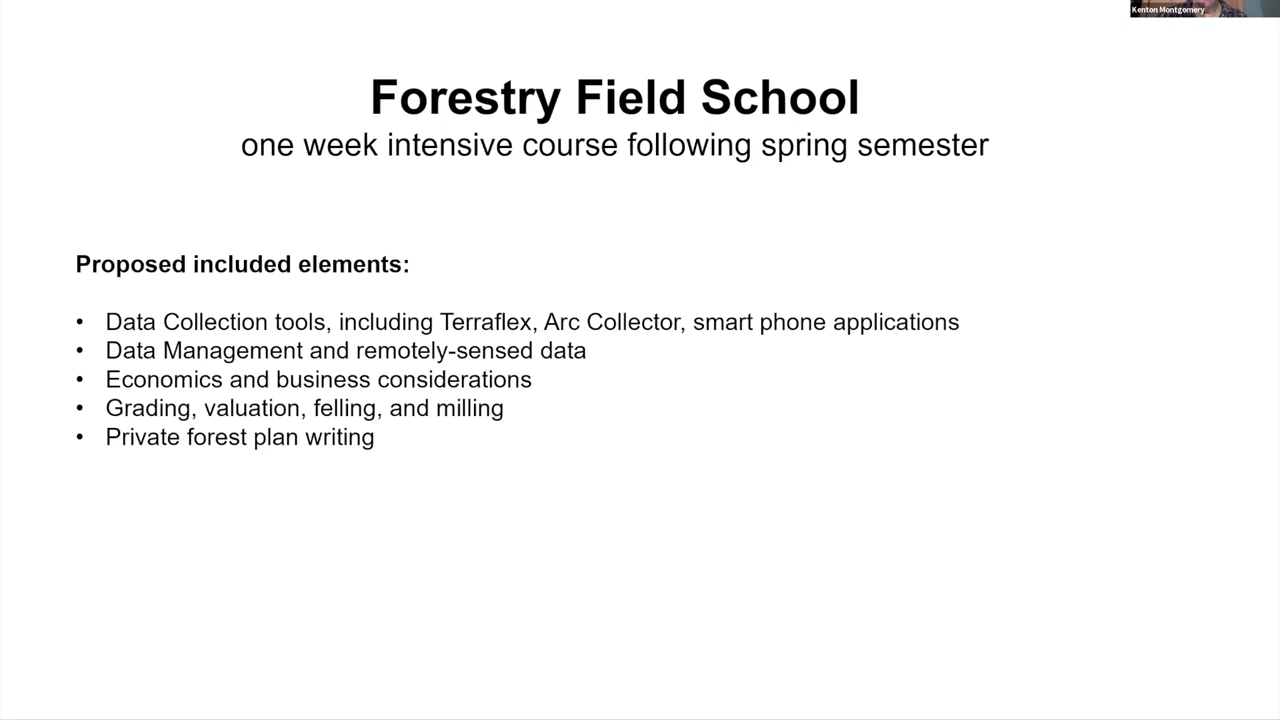 Kenton Montgomery
Forestry Field School
one week intensive course following spring semester
Proposed included elements:
• Data Collection tools, including Terraflex, Arc Collector, smart phone applications
• Data Management and remotely-sensed data
• Economics and business considerations
• Grading, valuation, felling, and milling
• Private forest plan writing